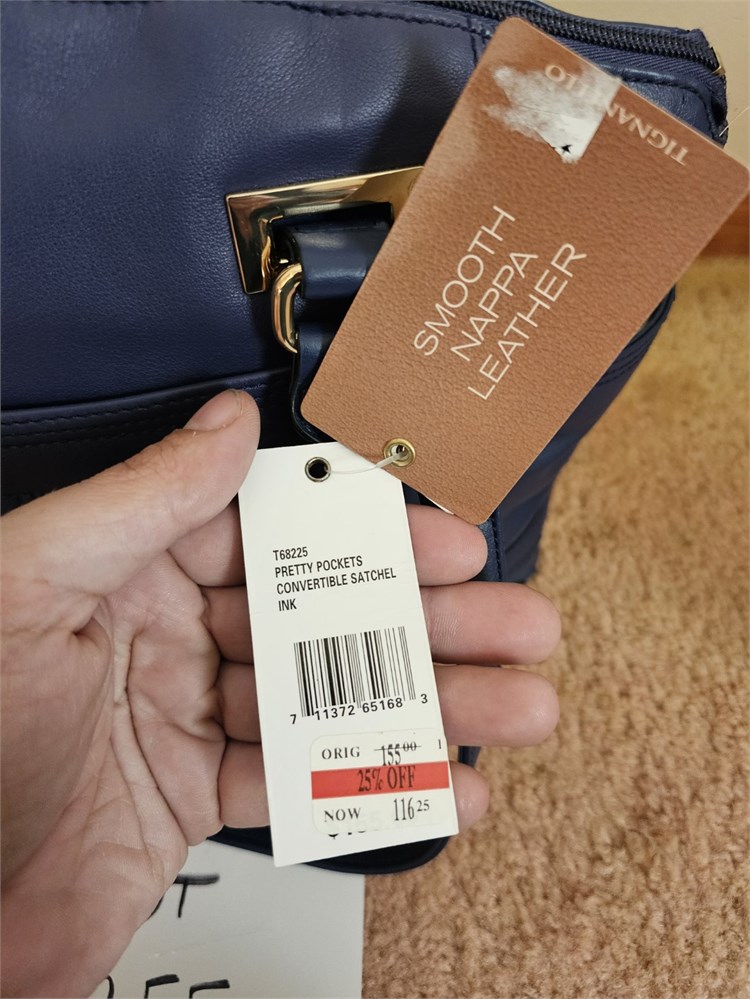 SMOOTH
NAPPA
LEATHER
T68225
PRETTY POCKETS
CONVERTIBLE SATCHEL
INK
7 11372 65168 3
ORIG 155.00 1
25% OFF
NOW 116 25